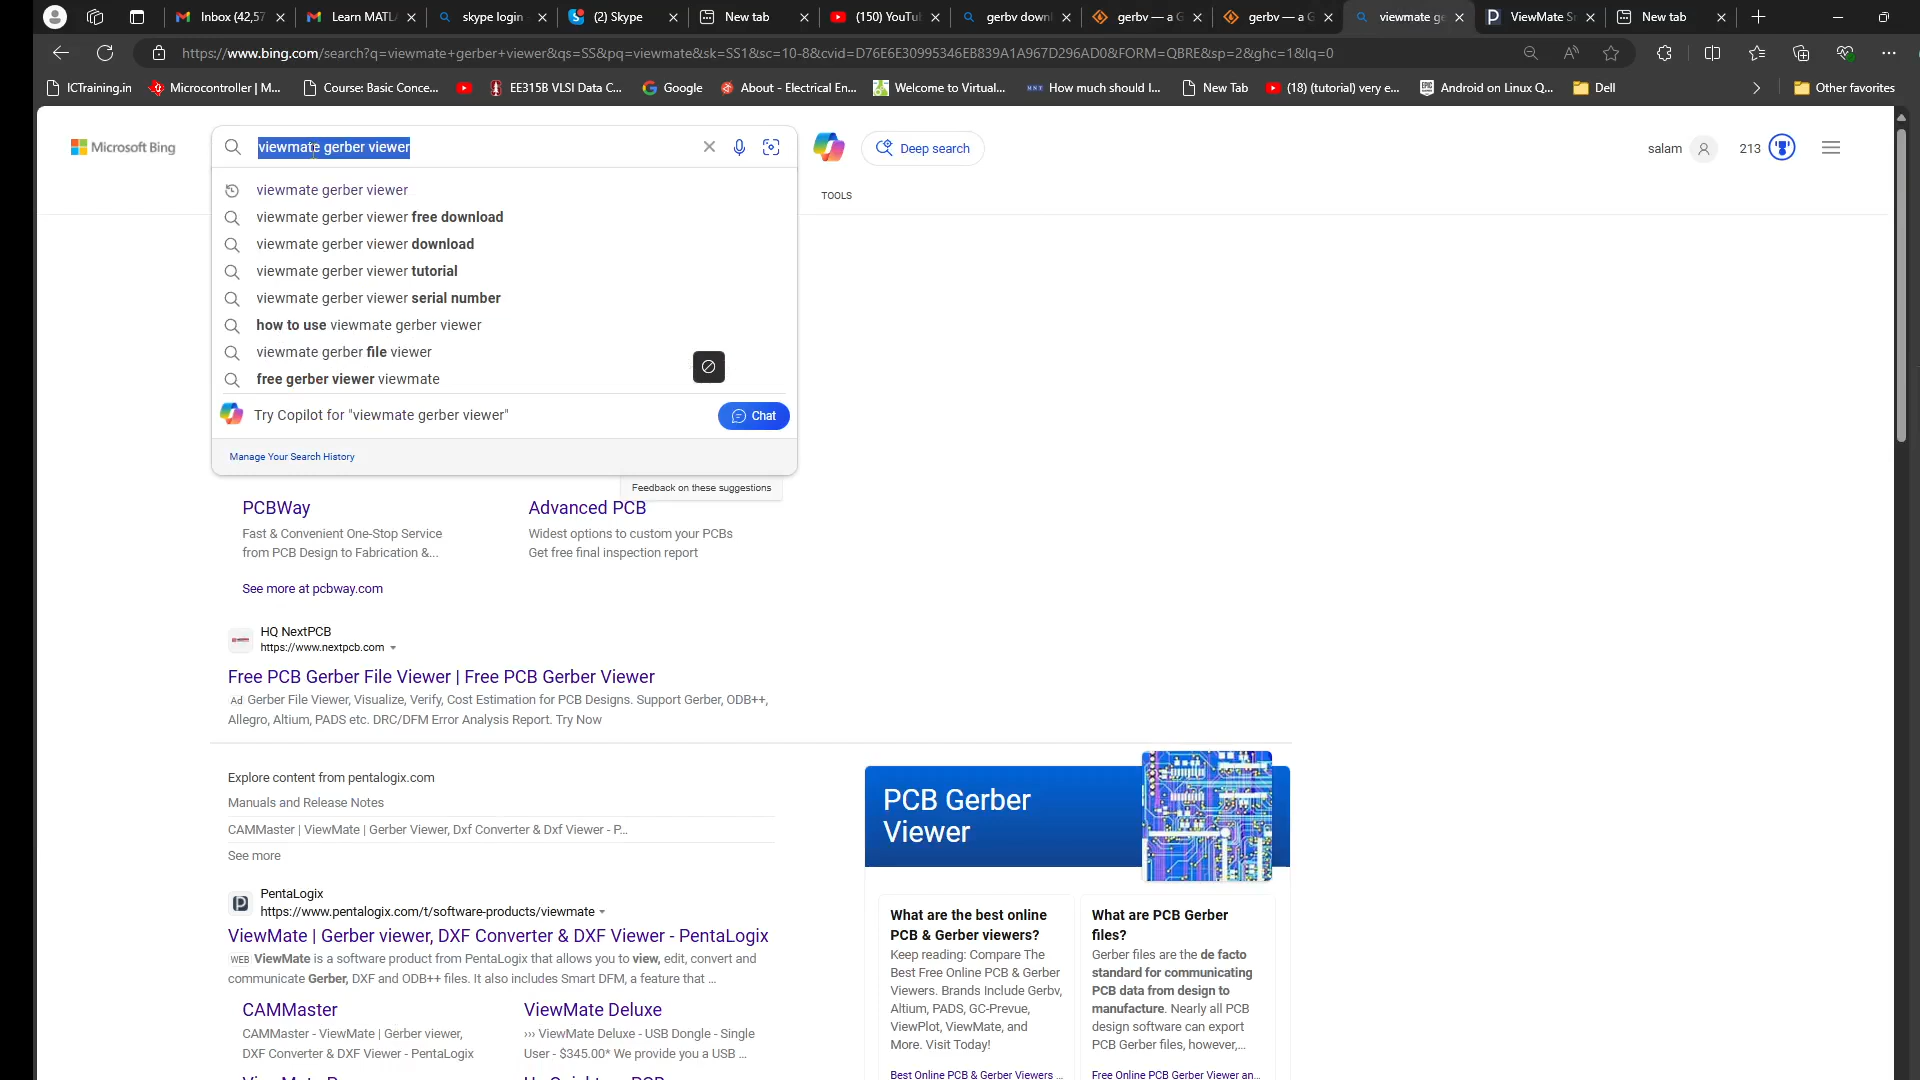 Inbox (42,57
Learn MATL
skype login
(2) Skype
New tab
(150) YouTu
gerbv down
gerbv — a G
gerbv — a G
viewmate ge
ViewMate S
New tab
https://www.bing.com/search?q=viewmate+gerber+viewer&qs=SS&pq=viewmate&sk=SS1&sc=10-8&cvid=D76E6E30995346EB839A1A967D296AD0&FORM=QBRE&sp=2&ghc=1&lq=0
ICTraining.in
Microcontroller | M...
Course: Basic Conce...
EE315B VLSI Data C...
Google
About - Electrical En...
Welcome to Virtual...
How much should I...
New Tab
(18) (tutorial) very e...
Android on Linux Q...
Dell
Other favorites
Microsoft Bing
viewmate gerber viewer
Deep search
salam
213
TOOLS
viewmate gerber viewer
viewmate gerber viewer free download
viewmate gerber viewer download
viewmate gerber viewer tutorial
viewmate gerber viewer serial number
how to use viewmate gerber viewer
viewmate gerber file viewer
free gerber viewer viewmate
Try Copilot for "viewmate gerber viewer"
Chat
Manage Your Search History
Feedback on these suggestions
PCBWay
Fast & Convenient One-Stop Service
from PCB Design to Fabrication &...
Advanced PCB
Widest options to custom your PCBs
Get free final inspection report
See more at pcbway.com
HQ NextPCB
https://www.nextpcb.com
Free PCB Gerber File Viewer | Free PCB Gerber Viewer
Ad Gerber File Viewer, Visualize, Verify, Cost Estimation for PCB Designs. Support Gerber, ODB++,
Allegro, Altium, PADS etc. DRC/DFM Error Analysis Report. Try Now
Explore content from pentalogix.com
Manuals and Release Notes
CAMMaster | ViewMate | Gerber Viewer, Dxf Converter & Dxf Viewer - P...
See more
PentaLogix
https://www.pentalogix.com/t/software-products/viewmate
ViewMate | Gerber viewer, DXF Converter & DXF Viewer - PentaLogix
WEB ViewMate is a software product from PentaLogix that allows you to view, edit, convert and
communicate Gerber, DXF and ODB++ files. It also includes Smart DFM, a feature that ...
CAMMaster
CAMMaster - ViewMate | Gerber viewer,
DXF Converter & DXF Viewer - PentaLogix
ViewMate Deluxe
››› ViewMate Deluxe - USB Dongle - Single
User - $345.00* We provide you a USB ...
PCB Gerber
Viewer
What are the best online
PCB & Gerber viewers?
Keep reading: Compare The
Best Free Online PCB & Gerber
Viewers. Brands Include Gerbv,
Altium, PADS, GC-Prevue,
ViewPlot, ViewMate, and
More. Visit Today!
Best Online PCB & Gerber Viewers ...
What are PCB Gerber
files?
Gerber files are the de facto
standard for communicating
PCB data from design to
manufacture. Nearly all PCB
design software can export
PCB Gerber files, however,...
Free Online PCB Gerber Viewer an...